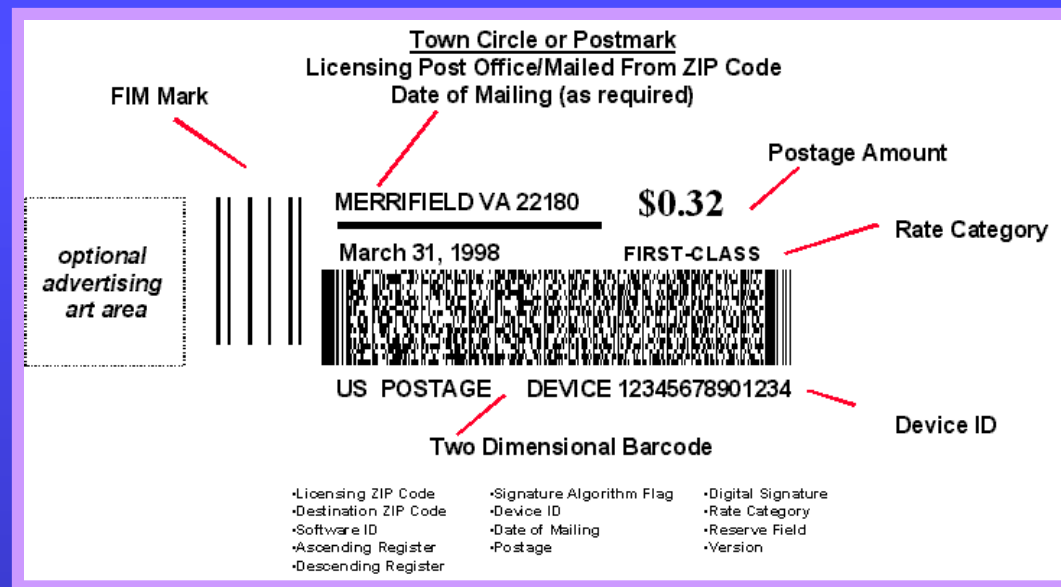 Town Circle or Postmark
Licensing Post Office/Mailed From ZIP Code
Date of Mailing (as required)
FIM Mark
Postage Amount
MERRIFIELD VA 22180
$0.32
Rate Category
March 31, 1998
FIRST-CLASS
optional
advertising
art area
US POSTAGE DEVICE 12345678901234
Device ID
Two Dimensional Barcode
•Licensing ZIP Code
•Destination ZIP Code
•Software ID
•Ascending Register
•Descending Register
•Signature Algorithm Flag
•Device ID
•Date of Mailing
•Postage
•Digital Signature
•Rate Category
•Reserve Field
•Version